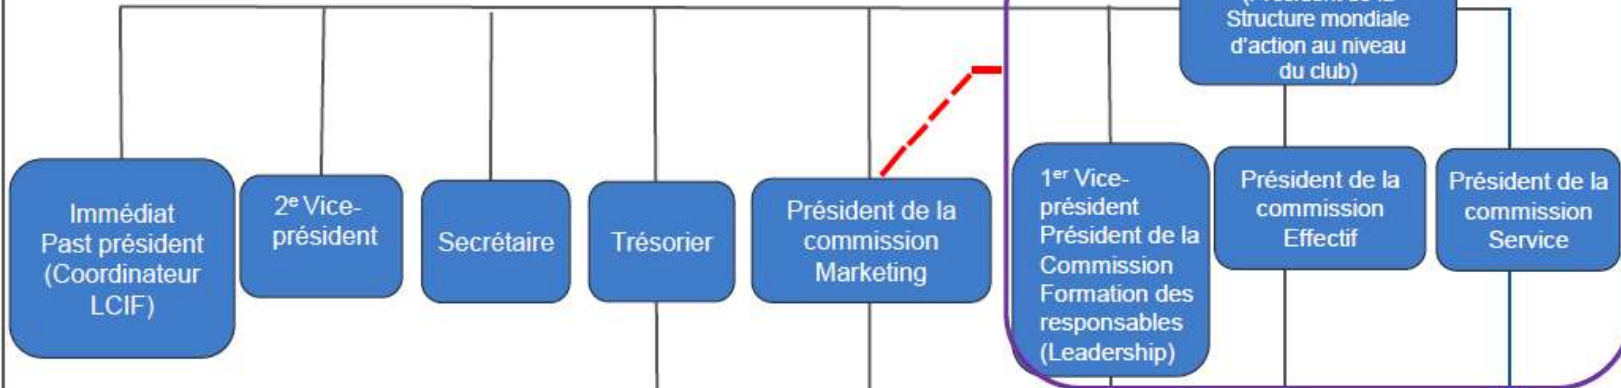 Structure mondiale
d'action au niveau
du club)
Immédiat
Past président
(Coordinateur
LCIF)
2e Vice-
président
Secrétaire
Trésorier
Président de la
commission
Marketing
1er Vice-
président
Président de la
Commission
Formation des
responsables
(Leadership)
Président de la
commission
Effectif
Président de la
commission
Service